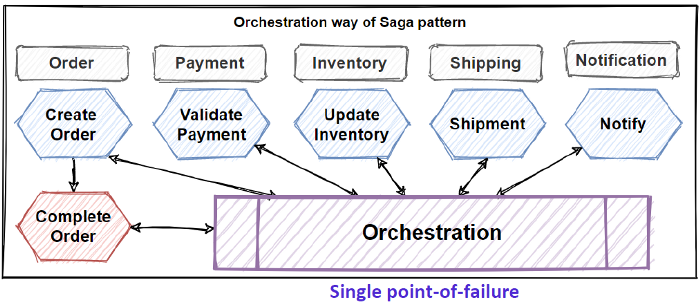 Orchestration way of Saga pattern
Order
Payment
Inventory
Shipping
Notification
Create
Order
Validate
Payment
Update
Inventory
Shipment
Notify
Complete
Order
Orchestration
Single point-of-failure